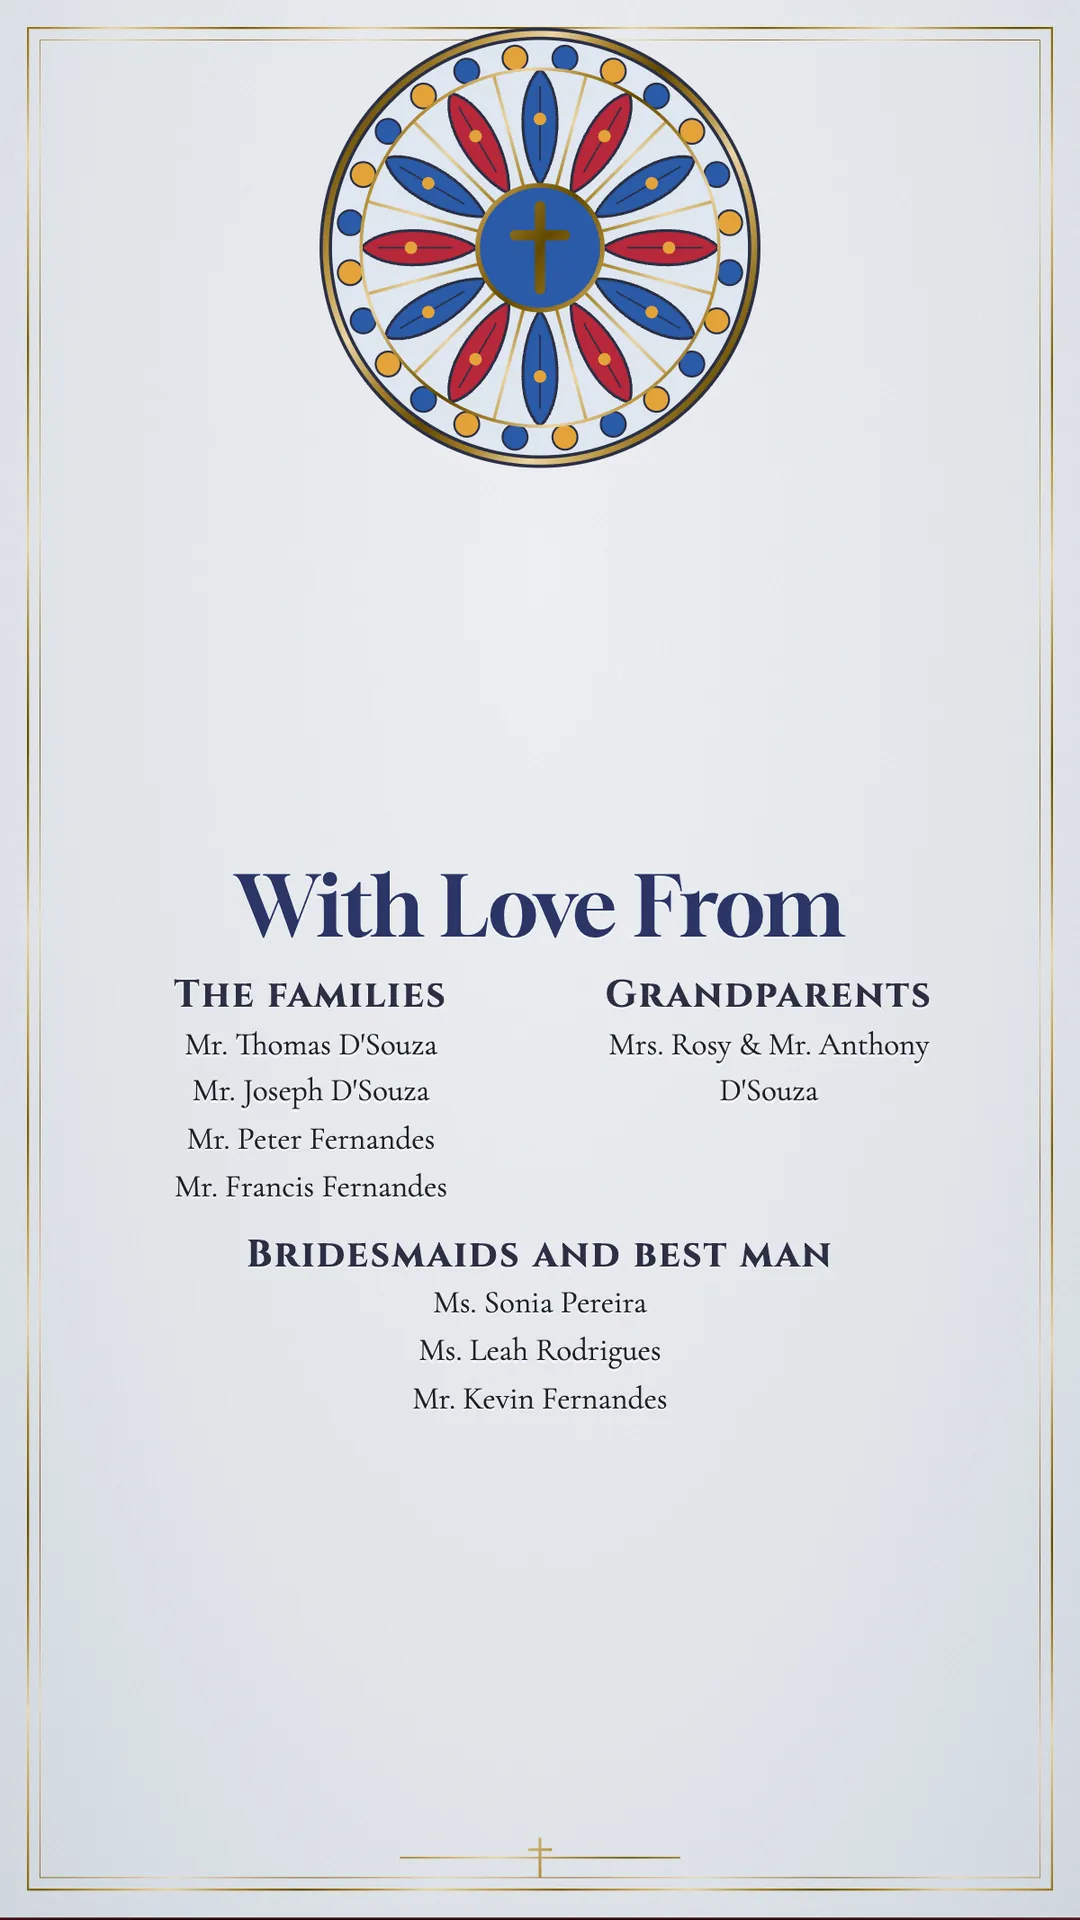 With Love From
The families
Mr. Thomas D'Souza
Mr. Joseph D'Souza
Mr. Peter Fernandes
Mr. Francis Fernandes
Grandparents
Mrs. Rosy & Mr. Anthony
D'Souza
Bridesmaids and best man
Ms. Sonia Pereira
Ms. Leah Rodrigues
Mr. Kevin Fernandes